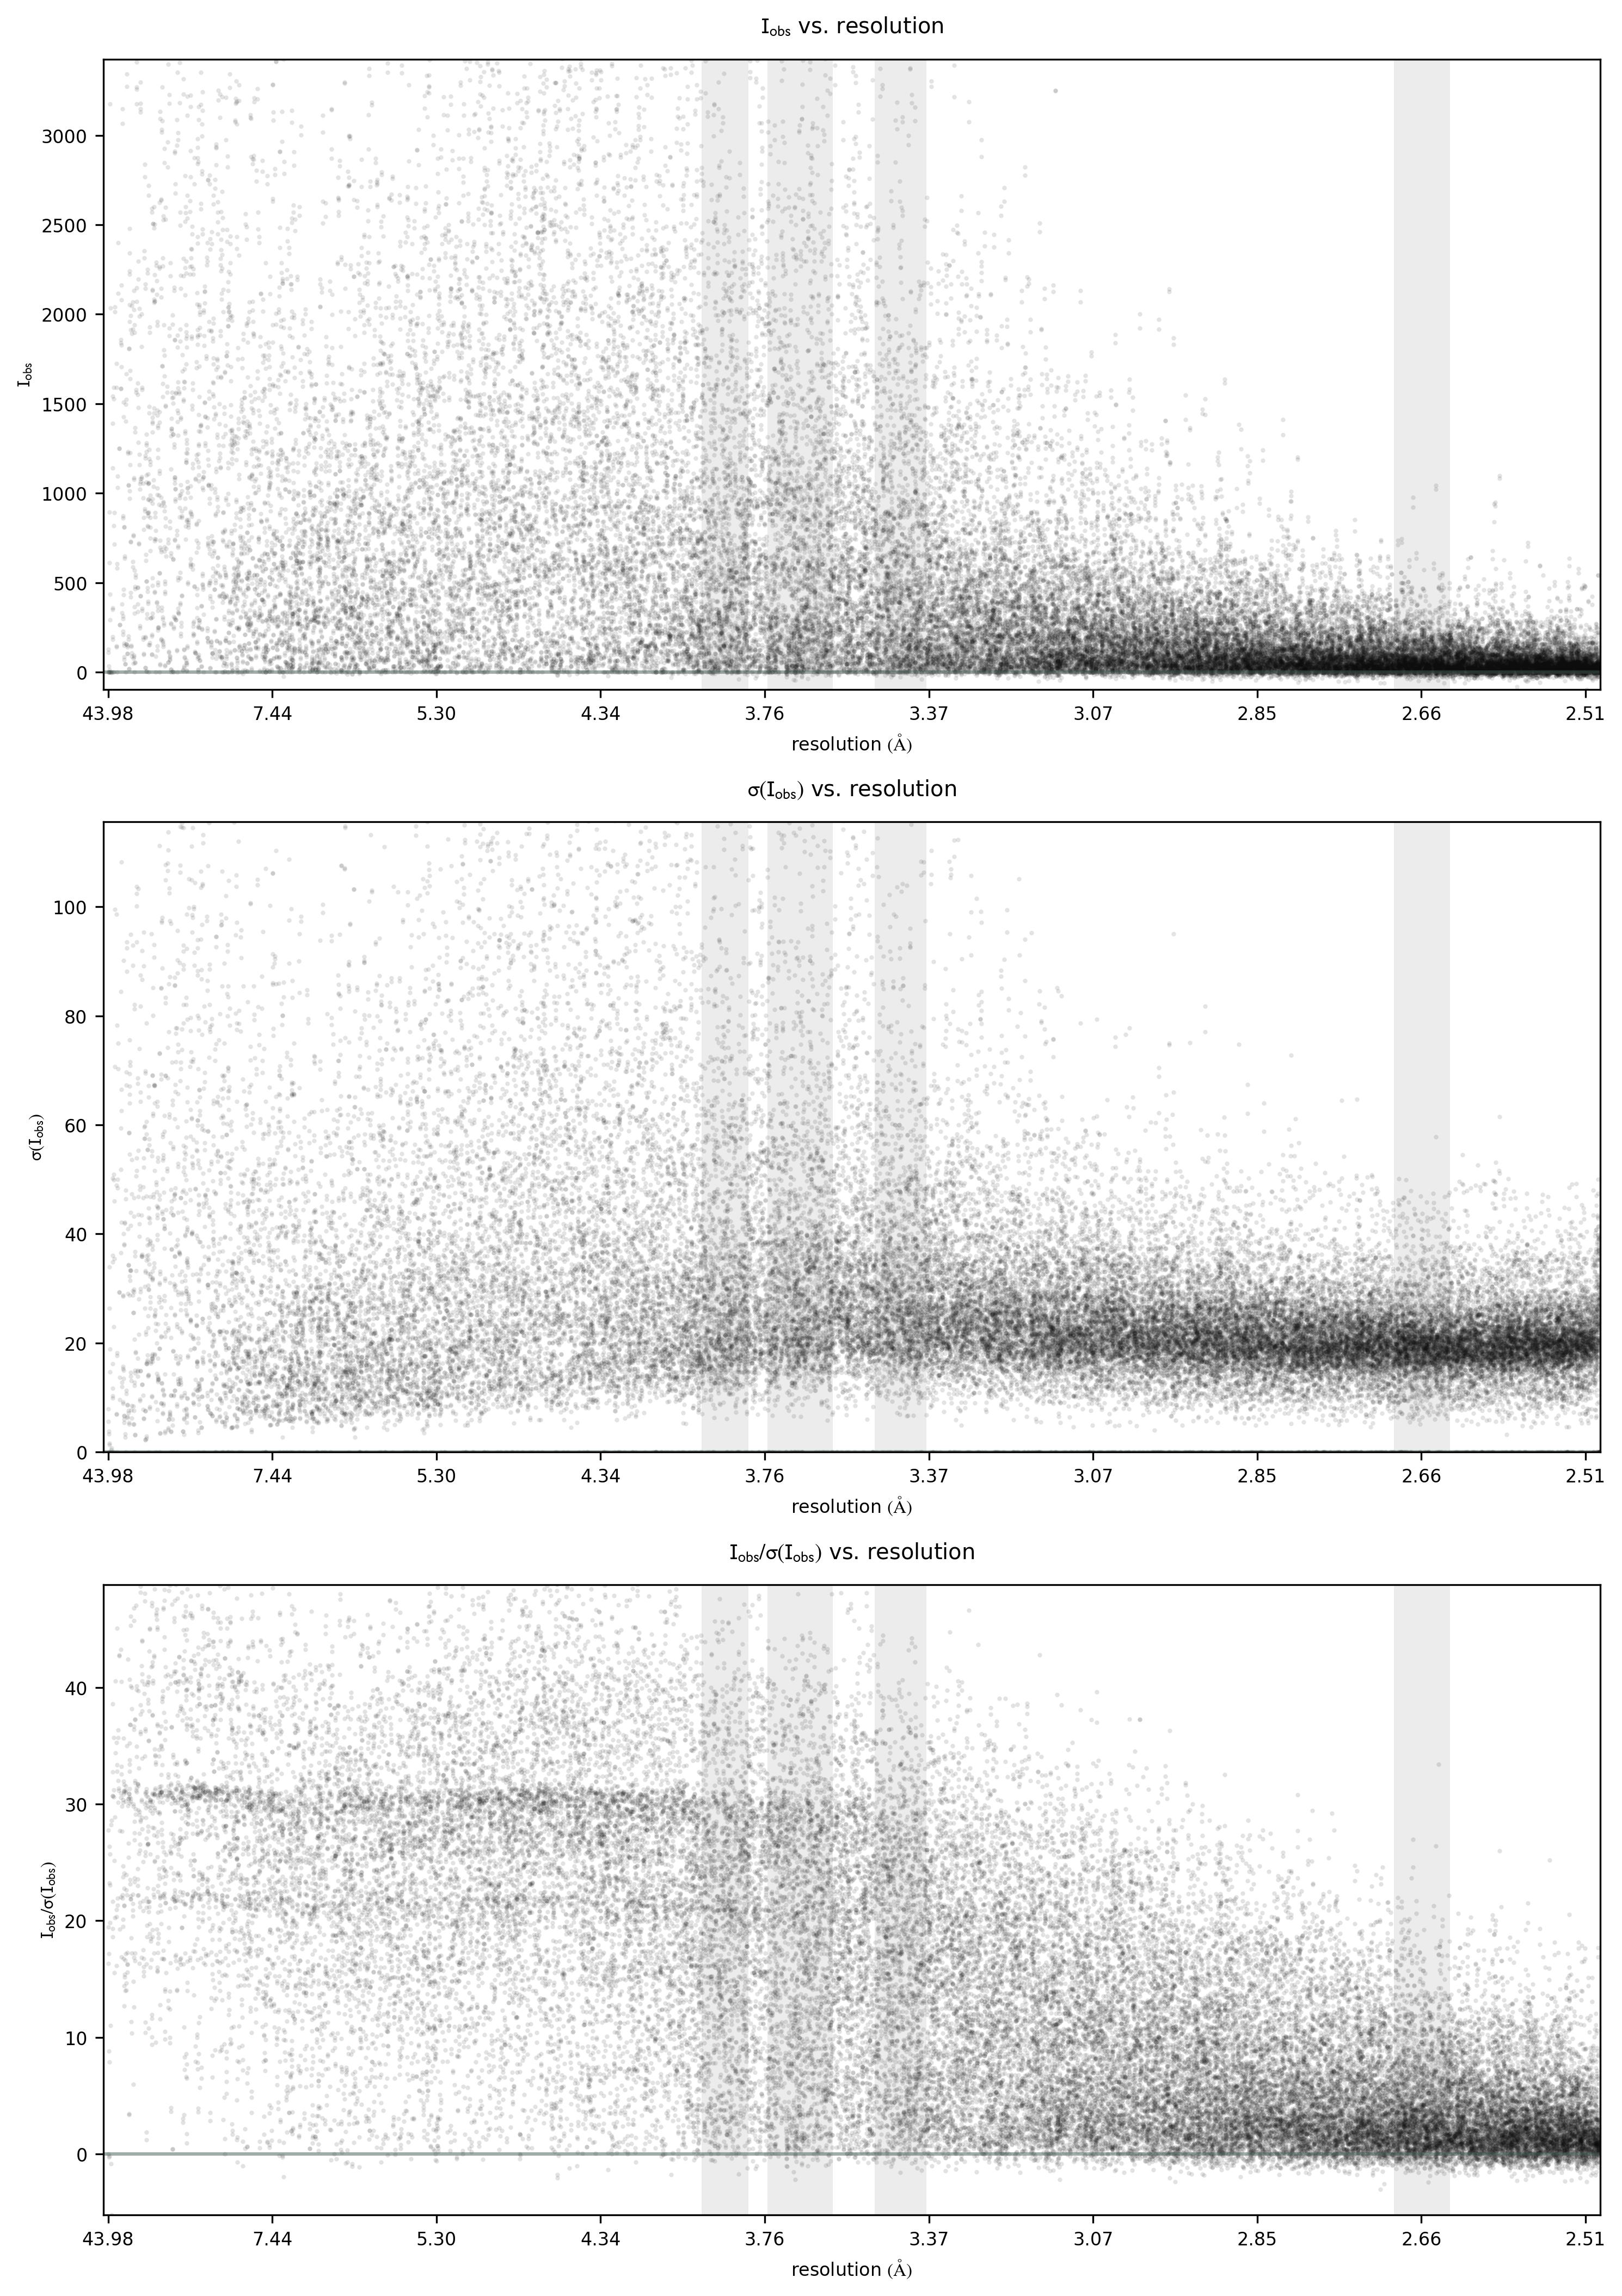 Iobs vs. resolution
3000
2500
2000
1500
1000
500
0
Iobs
43.98 7.44 5.30 4.34 3.76 3.37 3.07 2.85 2.66 2.51
resolution (Å)
σ(Iobs) vs. resolution
100
80
60
40
20
0
σ(Iobs)
43.98 7.44 5.30 4.34 3.76 3.37 3.07 2.85 2.66 2.51
resolution (Å)
Iobs/σ(Iobs) vs. resolution
40
30
20
10
0
Iobs/σ(Iobs)
43.98 7.44 5.30 4.34 3.76 3.37 3.07 2.85 2.66 2.51
resolution (Å)